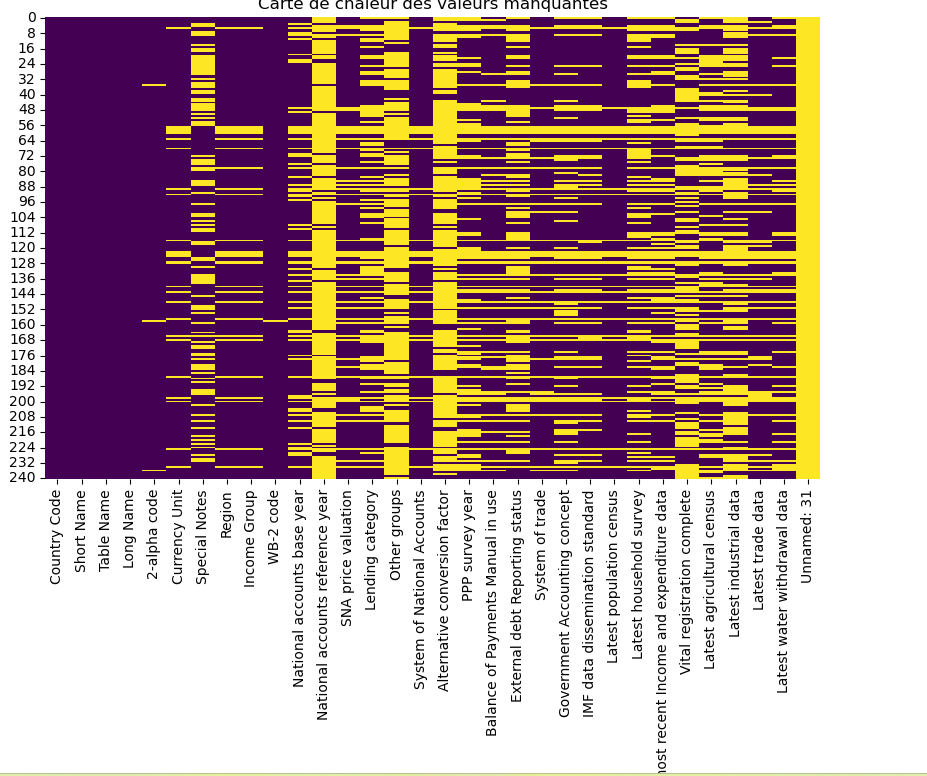 Carte de chaleur des valeurs manquantes
0
8
16
24
32
40
48
56
64
72
80
88
96
104
112
120
128
136
144
152
160
168
176
184
192
200
208
216
224
232
240
Country Code
Short Name
Table Name
Long Name
2-alpha code
Currency Unit
Special Notes
Region
Income Group
WB-2 code
National accounts base year
National accounts reference year
SNA price valuation
Lending category
Other groups
System of National Accounts
Alternative conversion factor
PPP survey year
Balance of Payments Manual in use
External debt Reporting status
System of trade
Government Accounting concept
IMF data dissemination standard
Latest population census
Latest household survey
most recent Income and expenditure data
Vital registration complete
Latest agricultural census
Latest industrial data
Latest trade data
Latest water withdrawal data
Unnamed: 31